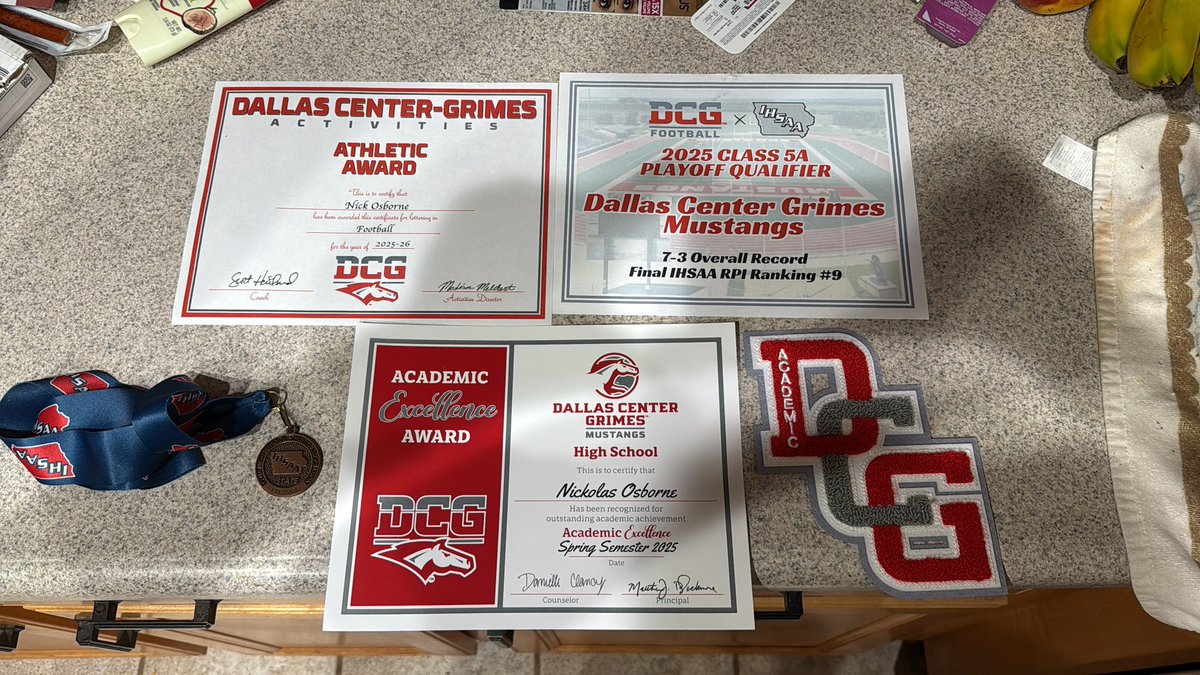 DALLAS CENTER-GRIMES
ACTIVITIES
ATHLETIC
AWARD
This is to certify that
Nick Osborne
has been awarded this certificate for lettering in
Football
for the year of 2025-26
DCG
Coach
Activities Director
DCG × IHSAA
FOOTBALL
2025 CLASS 5A
PLAYOFF QUALIFIER
Dallas Center Grimes
Mustangs
7-3 Overall Record
Final IHSAA RPI Ranking #9
IHSAA
IHSAA
STATE
ACADEMIC
Excellence
AWARD
DCG
DALLAS CENTER
GRIMES
MUSTANGS
High School
This is to certify that
Nickolas Osborne
Has been recognized for
outstanding academic achievement.
Academic Excellence
Spring Semester 2025
Date
Danielle Clancy
Counselor
Principal
ACADEMIC
DCG